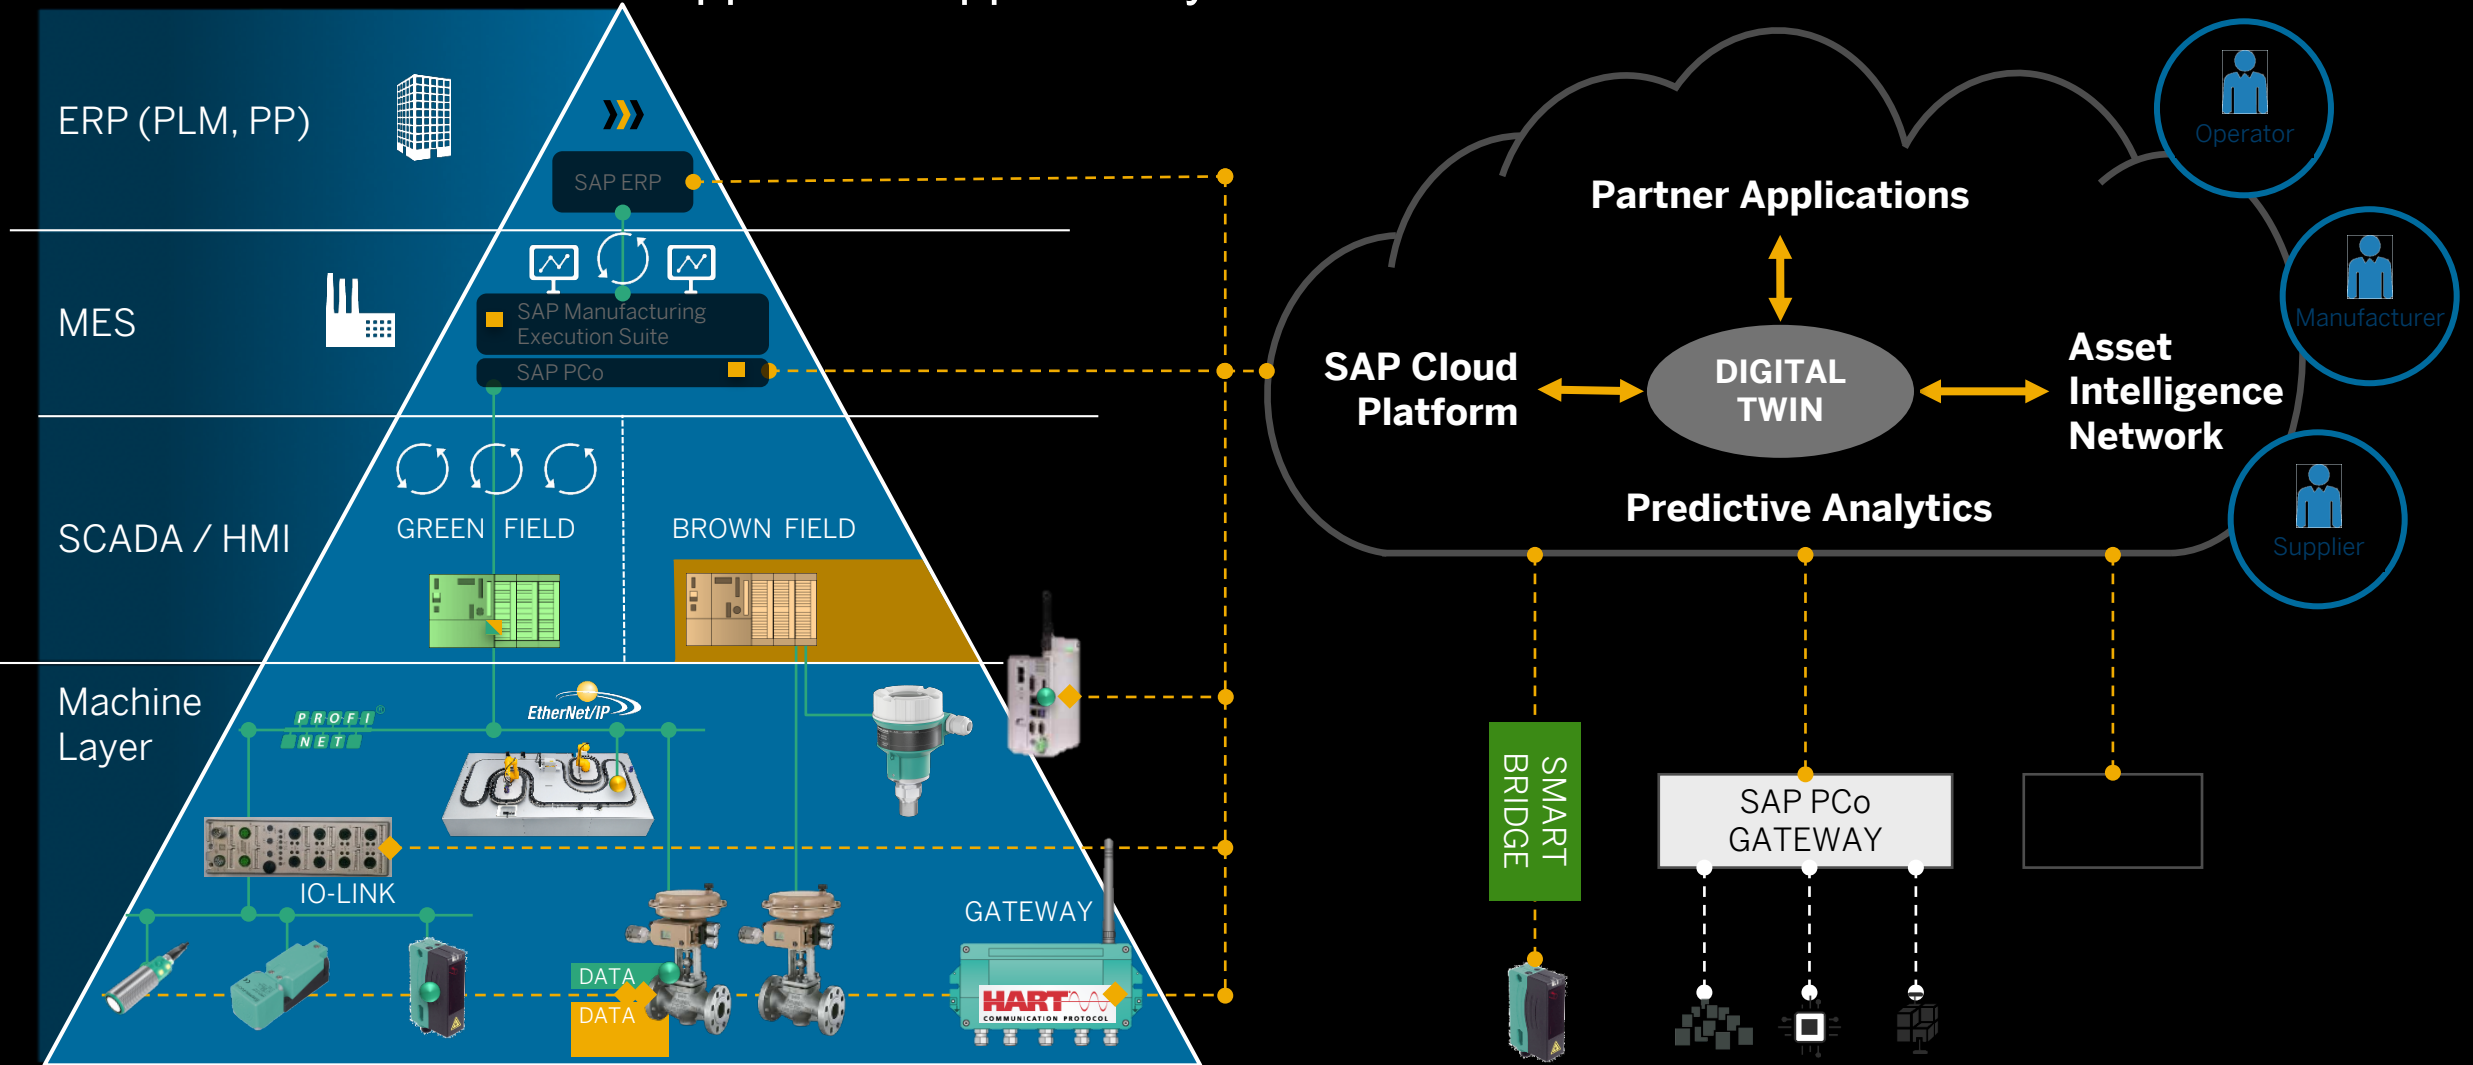 ERP (PLM, PP)
SAP ERP
MES
SAP Manufacturing
Execution Suite
SAP PCo
SCADA / HMI
GREEN FIELD
BROWN FIELD
Machine
Layer
PROFI
NET
®
EtherNet/IP
IO-LINK
DATA
DATA
GATEWAY
HART
COMMUNICATION PROTOCOL
Partner Applications
SAP Cloud
Platform
DIGITAL
TWIN
Asset
Intelligence
Network
Predictive Analytics
Operator
Manufacturer
Supplier
SMART
BRIDGE
SAP PCo
GATEWAY